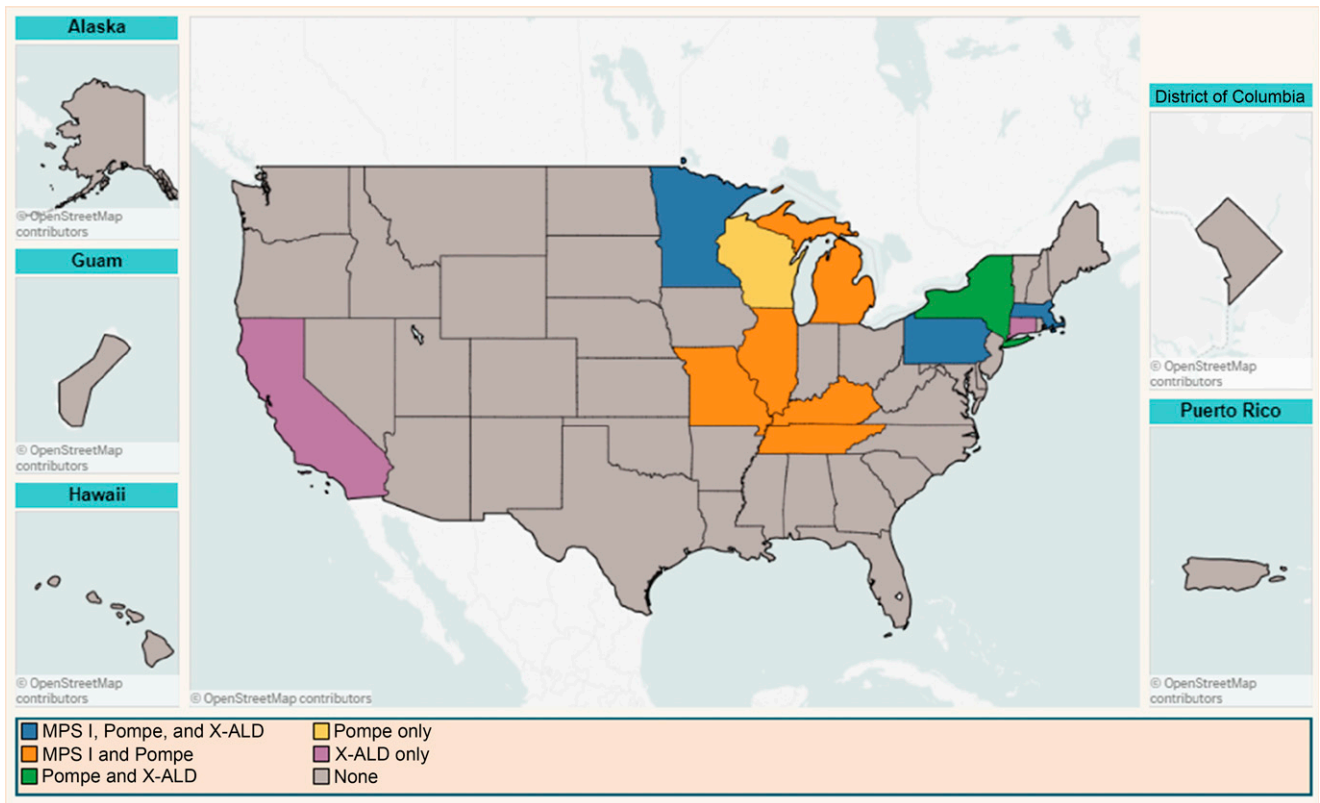 Alaska
© OpenStreetMap
contributors
Guam
© OpenStreetMap
contributors
Hawaii
© OpenStreetMap
contributors
© OpenStreetMap contributors
District of Columbia
© OpenStreetMap
contributors
Puerto Rico
© OpenStreetMap
contributors
MPS I, Pompe, and X-ALD
MPS I and Pompe
Pompe and X-ALD
Pompe only
X-ALD only
None